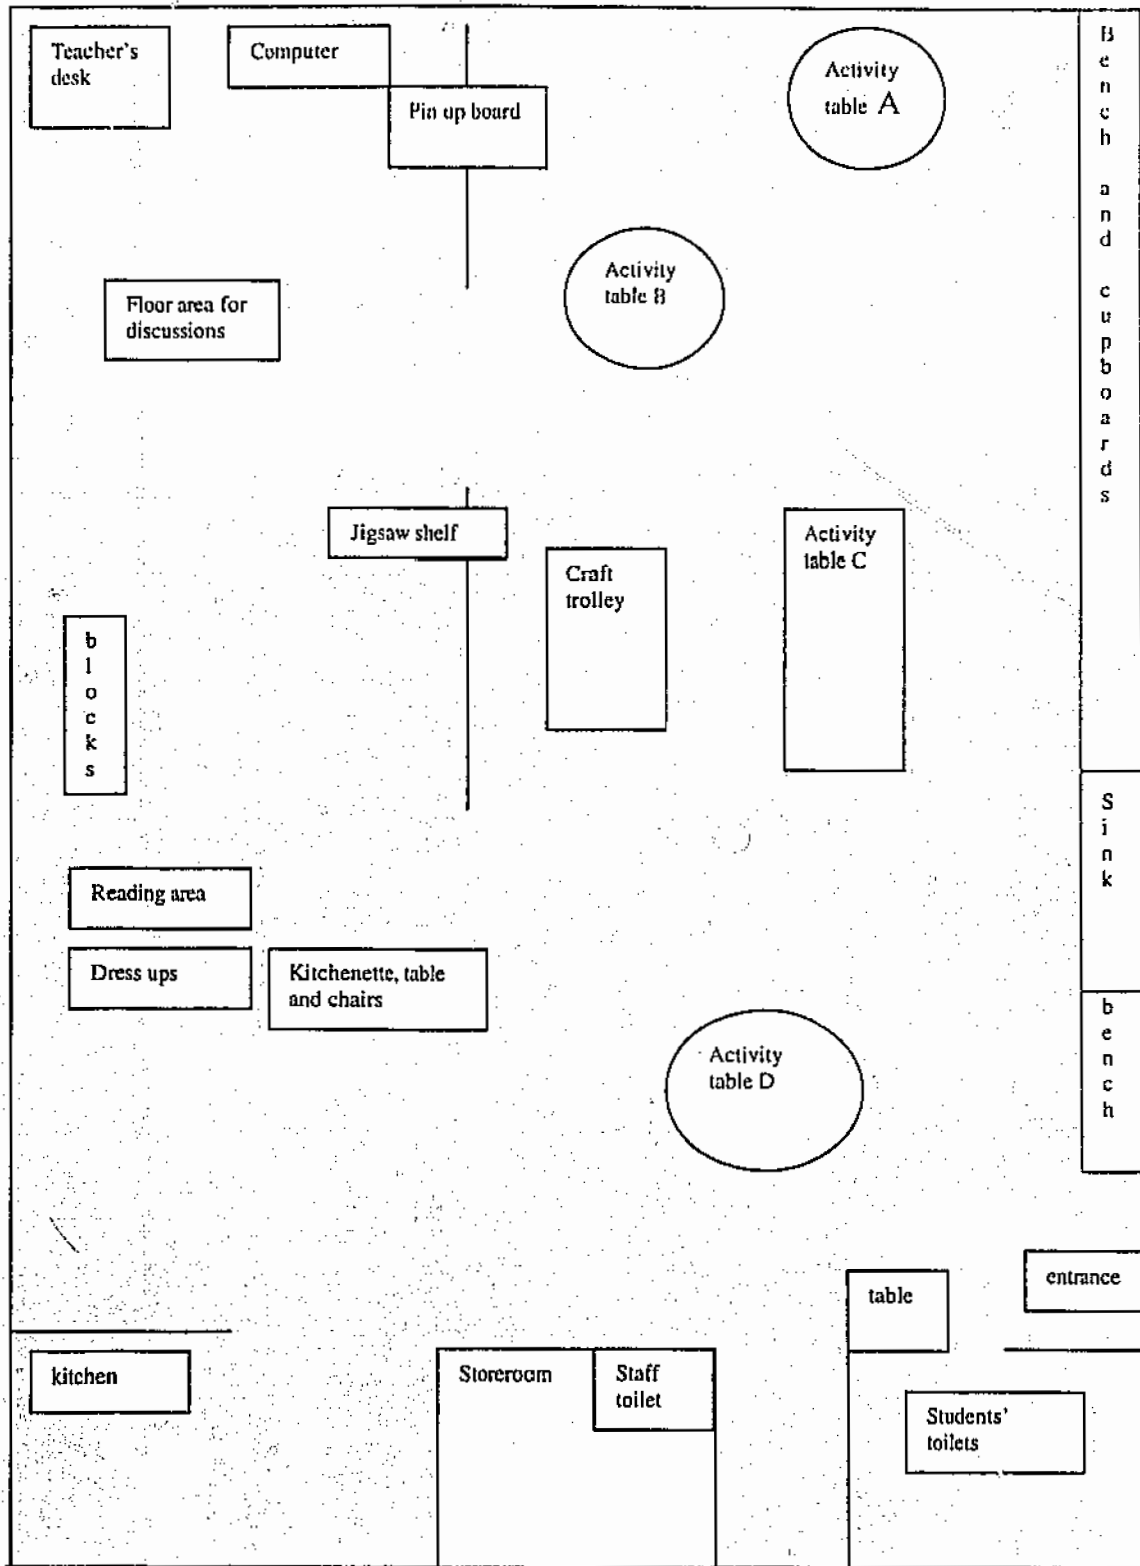 Teacher's
desk
Computer
Pin up board
Activity
table A
Bench and cupboards
Activity
table B
Floor area for
discussions
Jigsaw shelf
Craft
trolley
Activity
table C
blocks
Sink
Reading area
Dress ups
Kitchenette, table
and chairs
bench
Activity
table D
entrance
table
kitchen
Storeroom
Staff
toilet
Students'
toilets